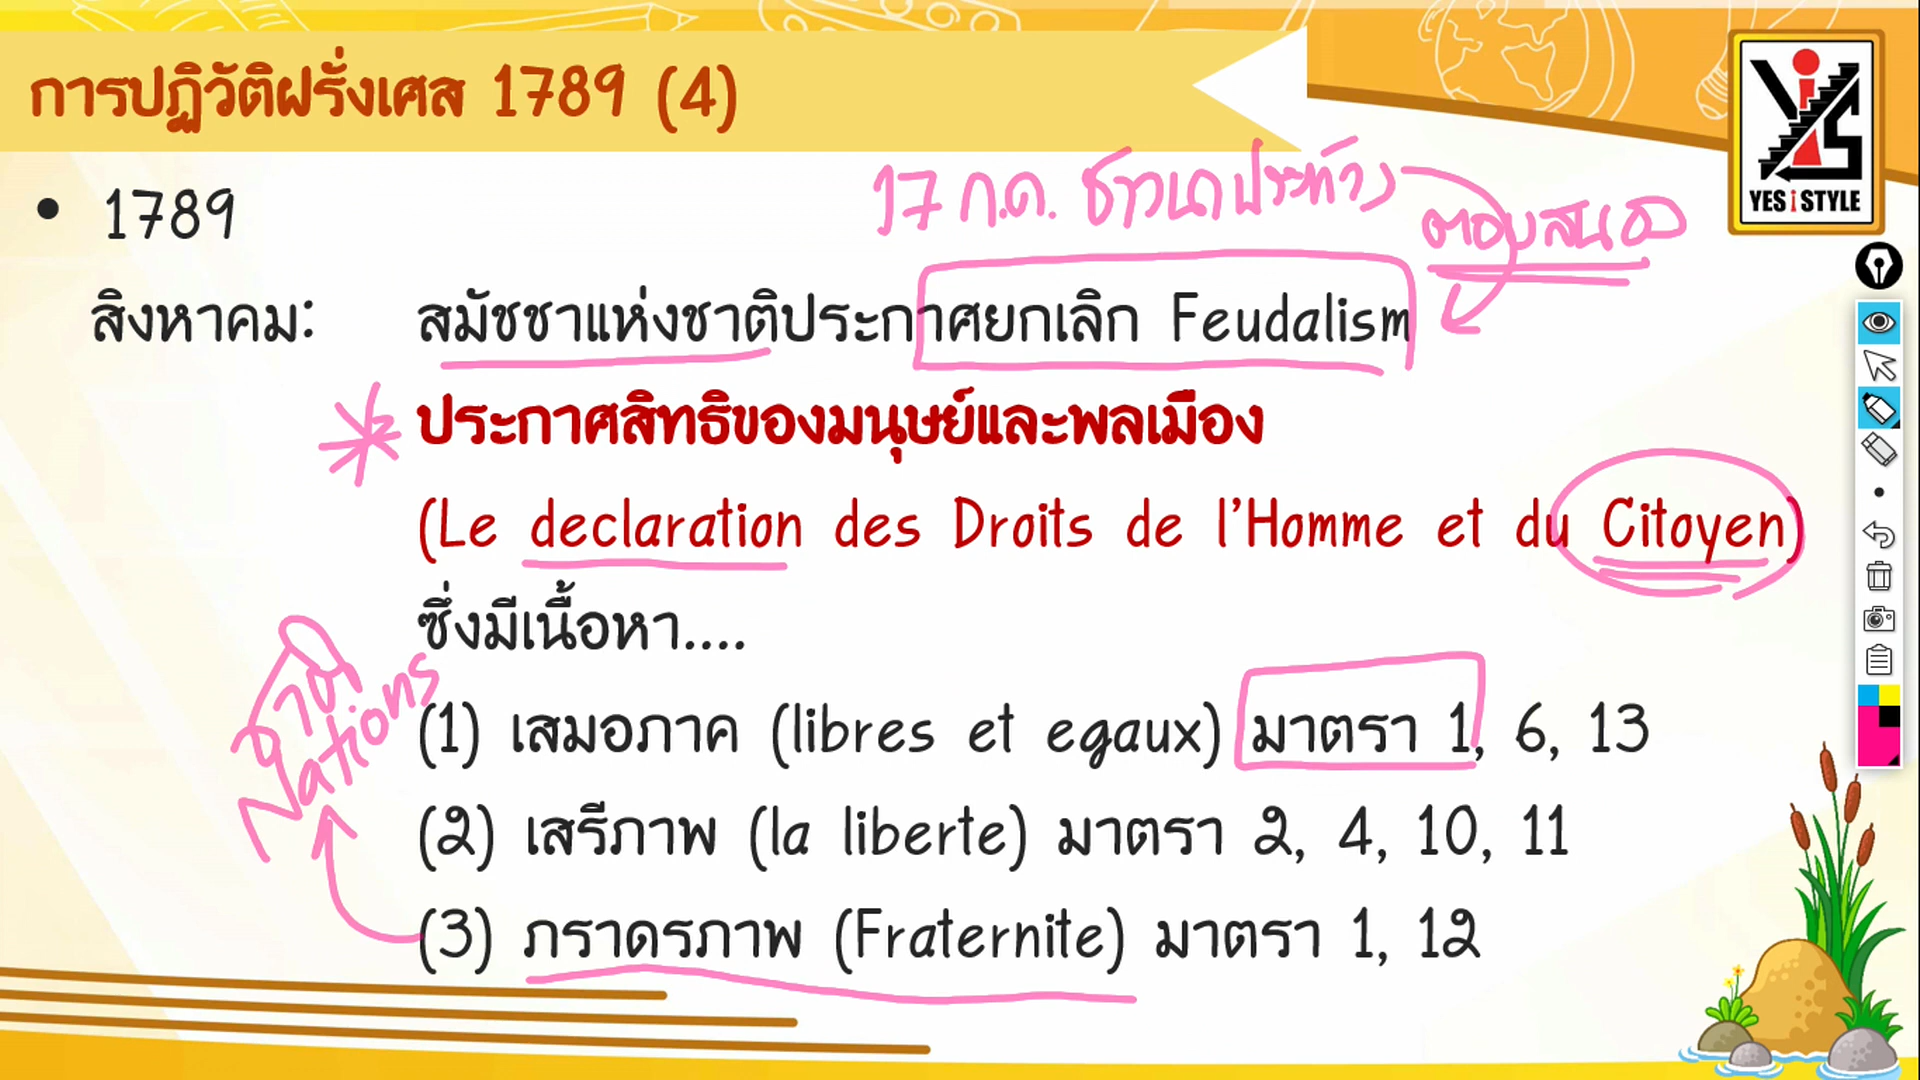 การปฏิวัติฝรั่งเศส 1789 (4)
YES i STYLE
17 ก.ค. ชาวนาประท้วง
ตอบสนอง
• 1789
สิงหาคม: สมัชชาแห่งชาติประกาศยกเลิก Feudalism
ประกาศสิทธิของมนุษย์และพลเมือง
(Le declaration des Droits de l'Homme et du Citoyen)
ซึ่งมีเนื้อหา....
ชาติ
Nations
(1) เสมอภาค (libres et egaux) มาตรา 1, 6, 13
(2) เสรีภาพ (la liberte) มาตรา 2, 4, 10, 11
(3) ภราดรภาพ (Fraternite) มาตรา 1, 12